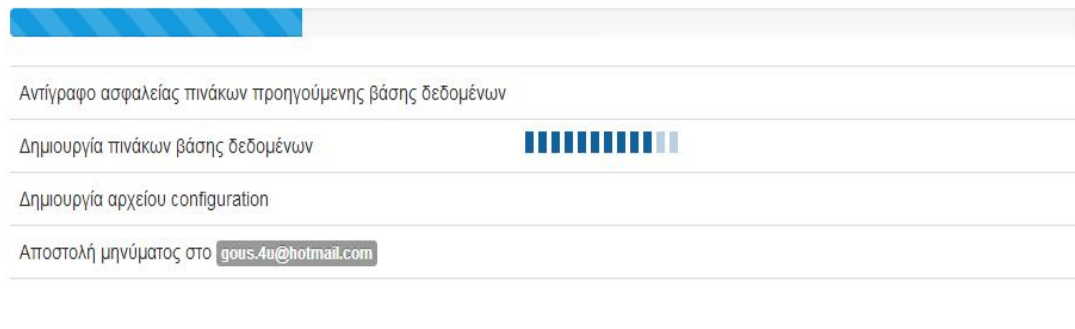 Αντίγραφο ασφαλείας πινάκων προηγούμενης βάσης δεδομένων
Δημιουργία πινάκων βάσης δεδομένων
Δημιουργία αρχείου configuration
Αποστολή μηνύματος στο gous.4u@hotmail.com